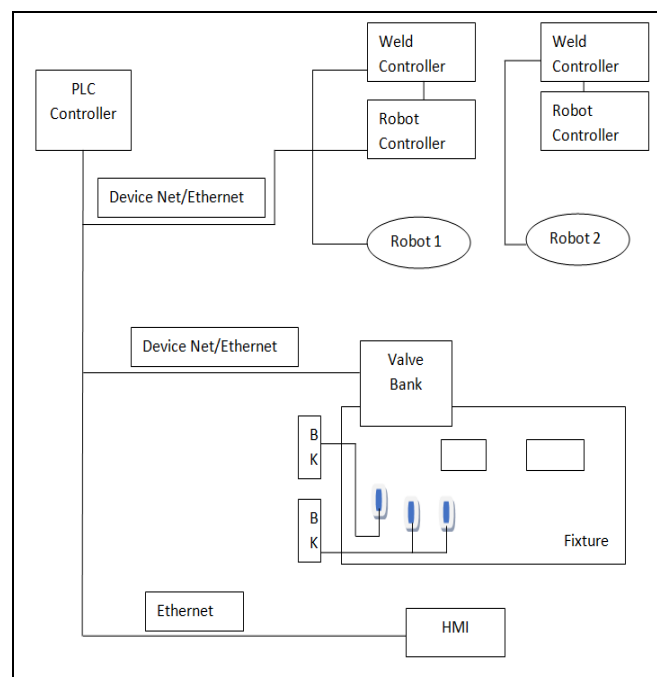 Weld
Controller
Weld
Controller
PLC
Controller
Robot
Controller
Robot
Controller
Device Net/Ethernet
Robot 1
Robot 2
Device Net/Ethernet
Valve
Bank
B
K
B
K
Fixture
Ethernet
HMI